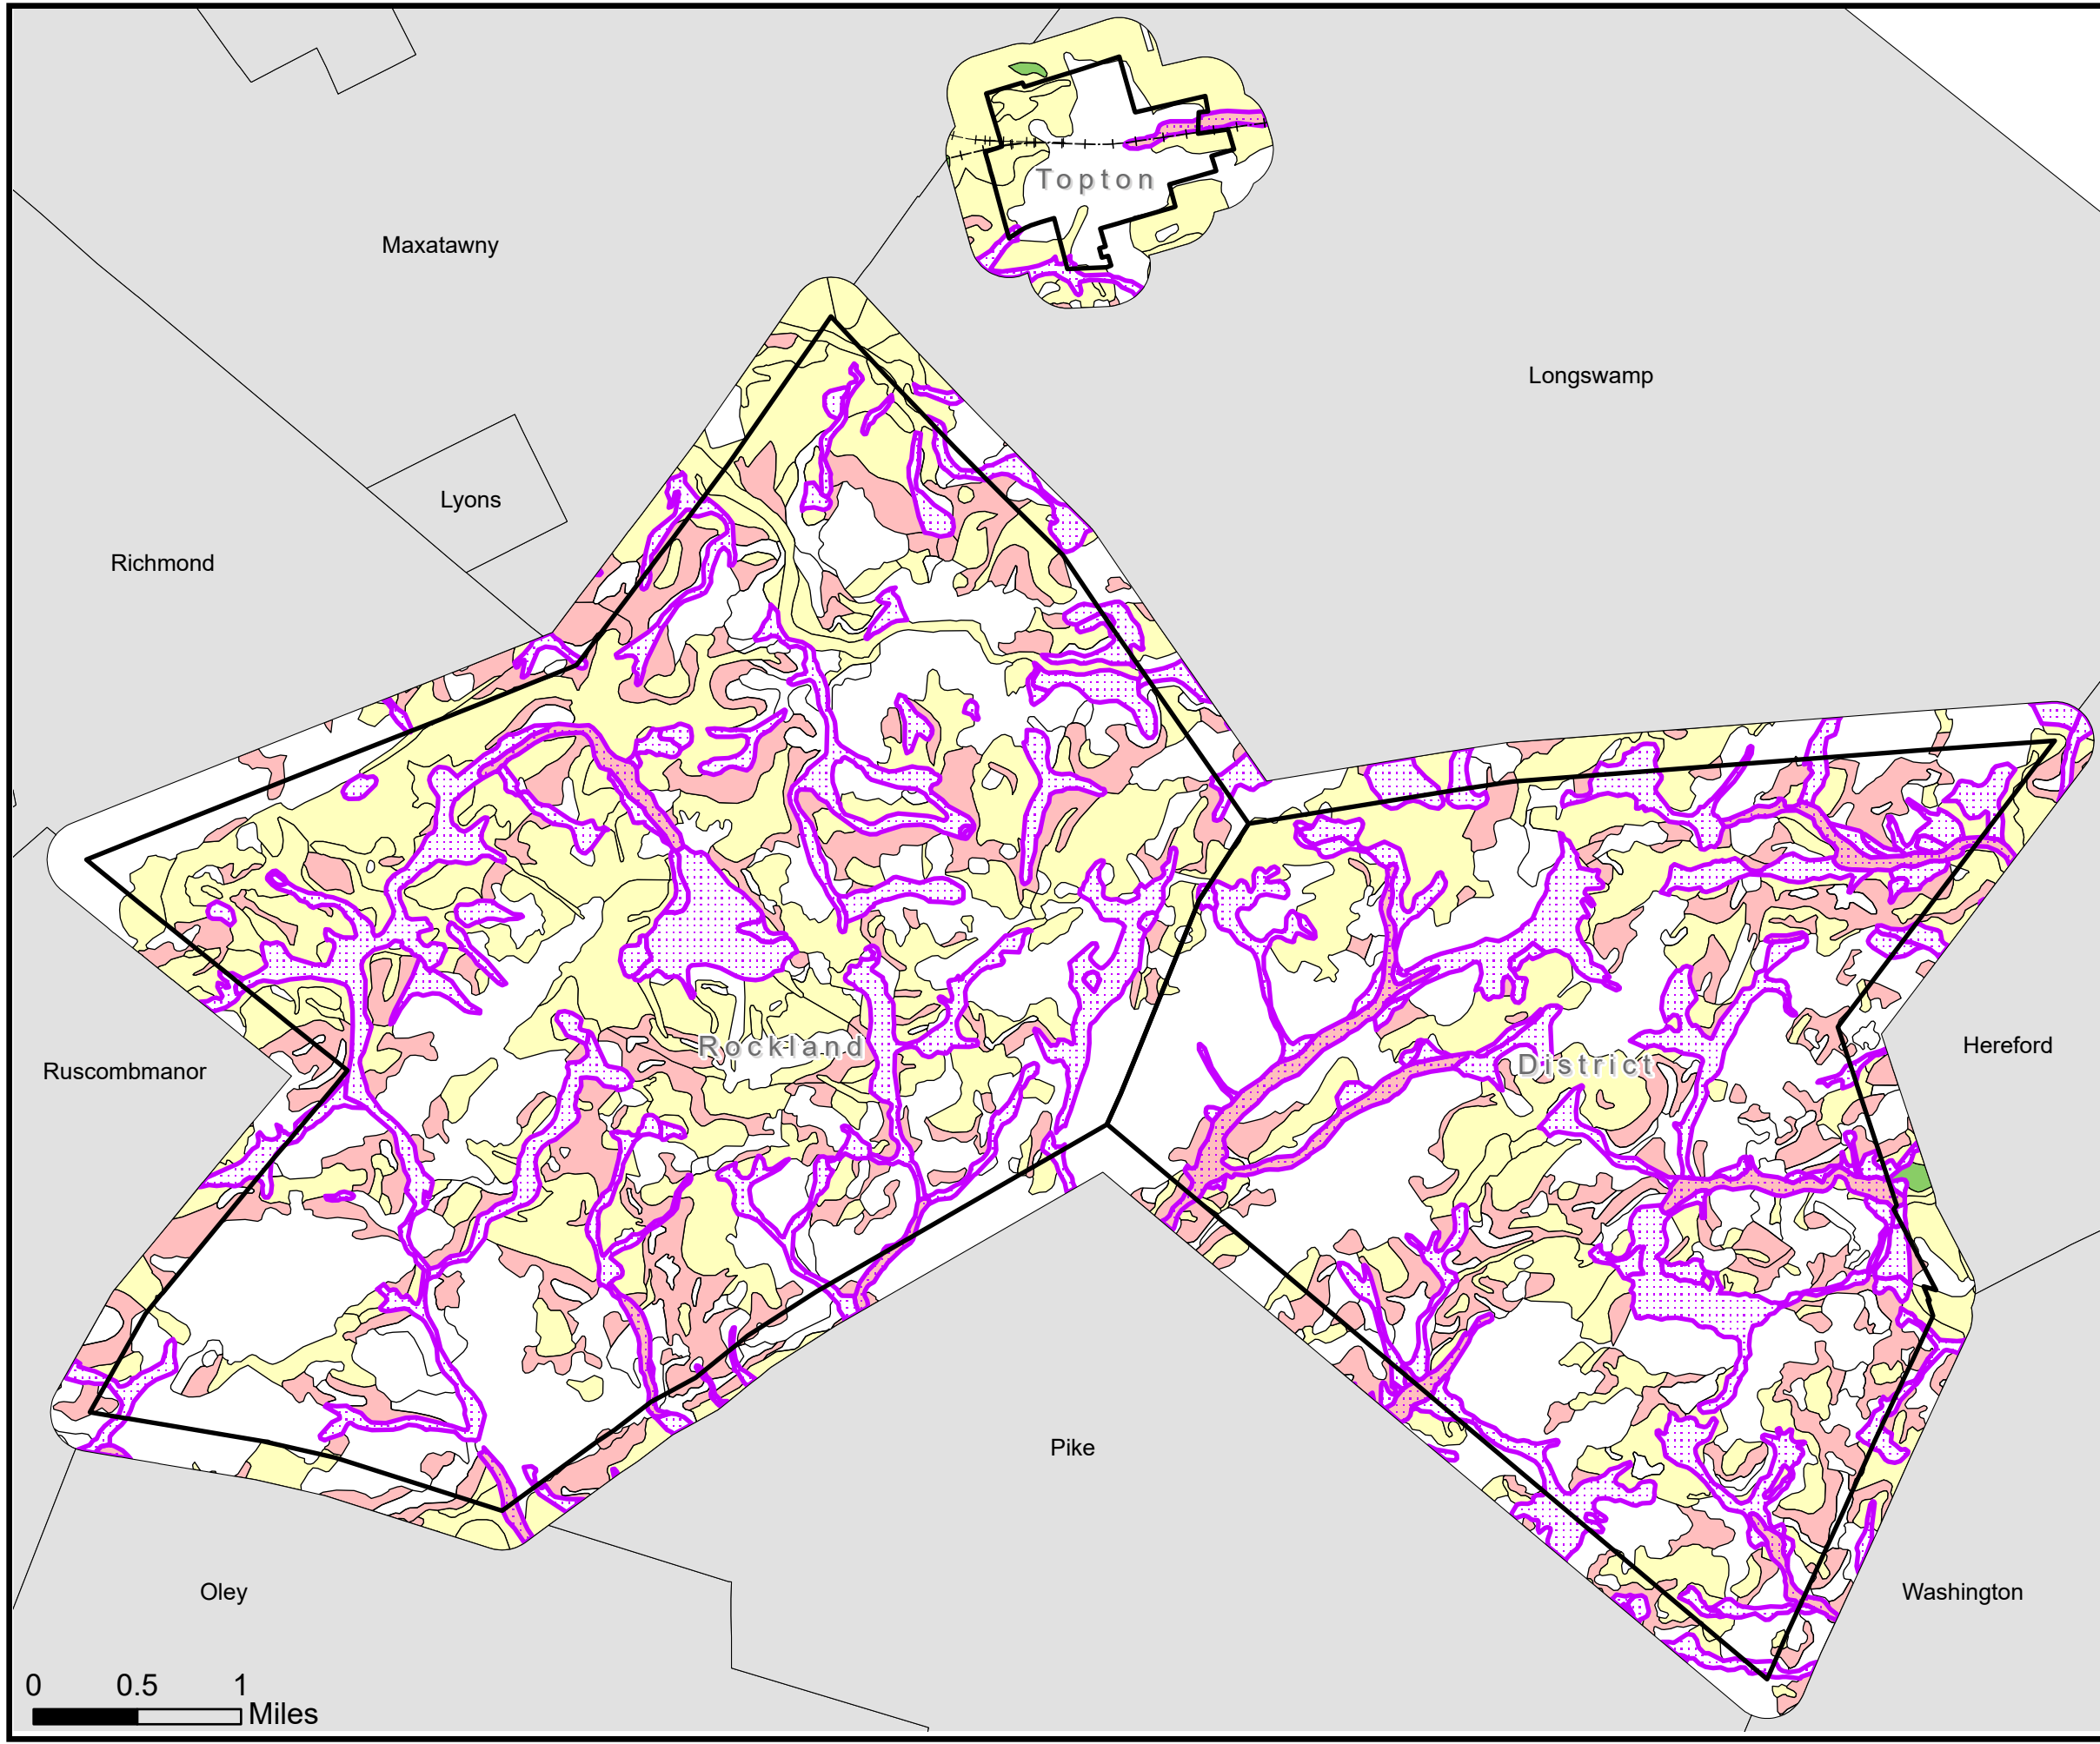 Topton
Maxatawny
Longswamp
Lyons
Richmond
Rockland
Hereford
District
Ruscombmanor
Pike
Oley
Washington
0 0.5 1
Miles